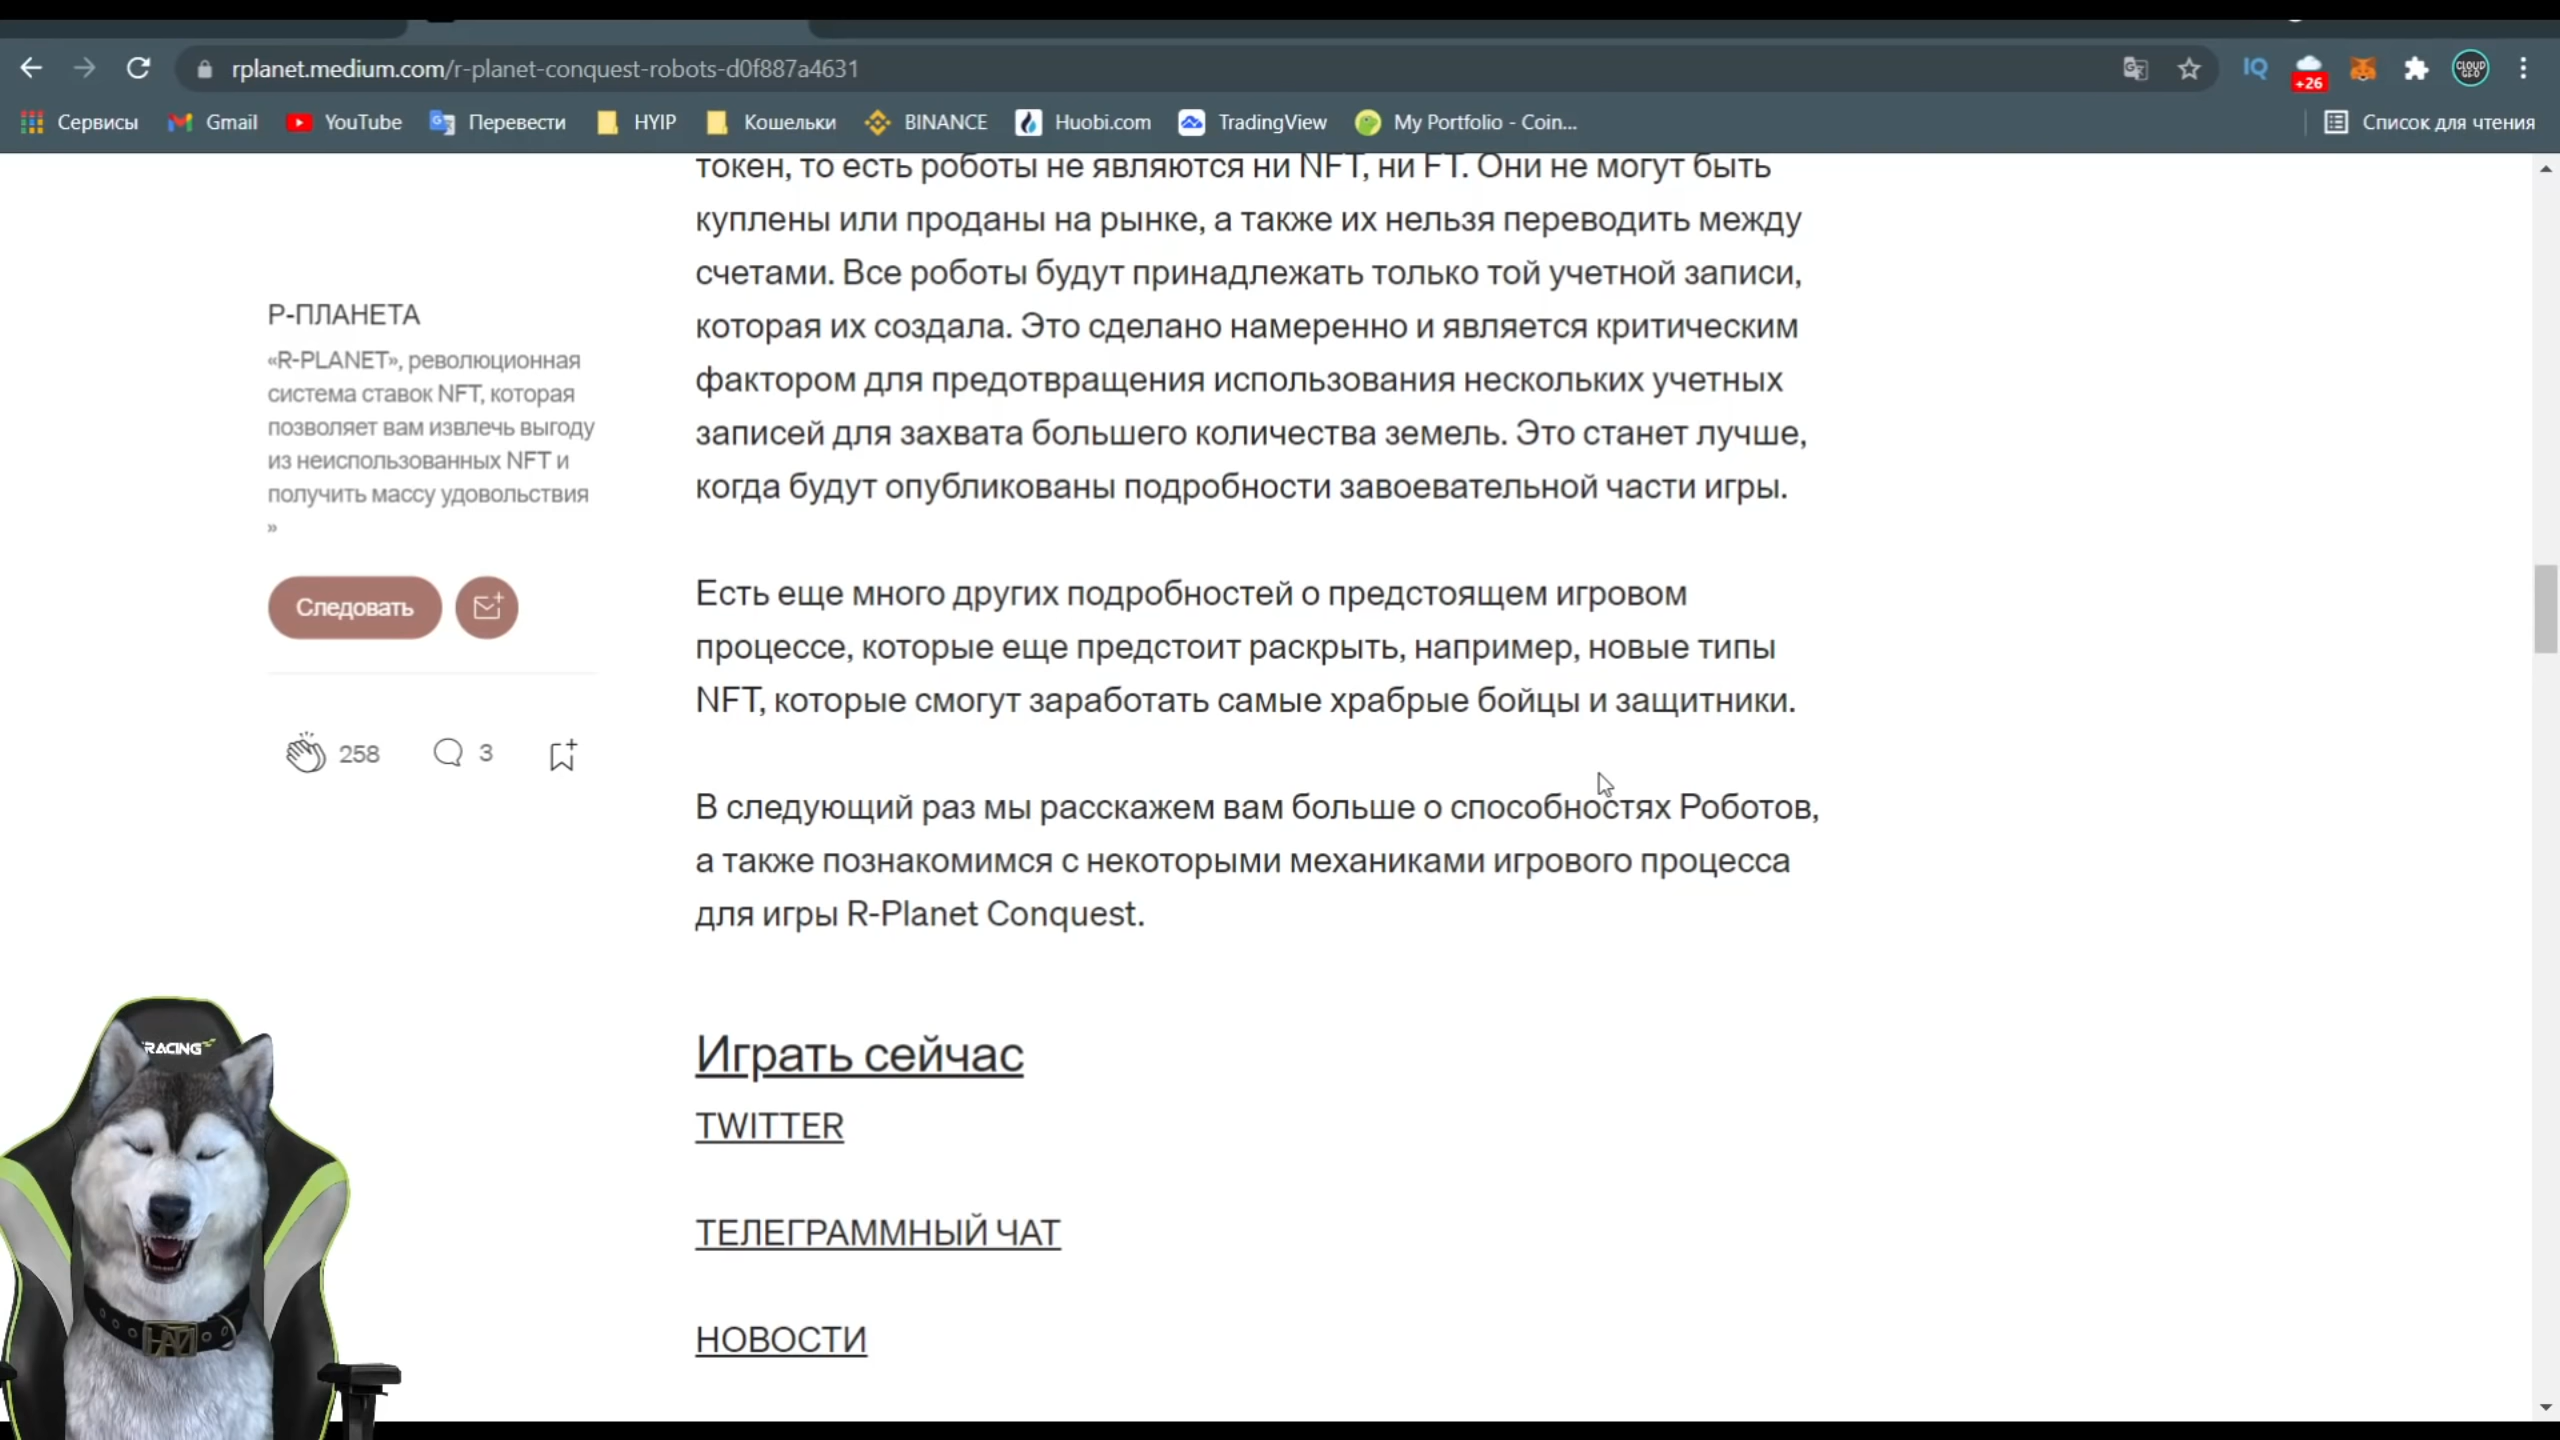 rplanet.medium.com/r-planet-conquest-robots-d0f887a4631
IQ
+26
CLOUD
GEO
Сервисы
Gmail
YouTube
Перевести
HYIP
Кошельки
BINANCE
Huobi.com
TradingView
My Portfolio - Coin...
Список для чтения
токен, то есть роботы не являются ни NFT, ни FT. Они не могут быть
куплены или проданы на рынке, а также их нельзя переводить между
счетами. Все роботы будут принадлежать только той учетной записи,
которая их создала. Это сделано намеренно и является критическим
фактором для предотвращения использования нескольких учетных
записей для захвата большего количества земель. Это станет лучше,
когда будут опубликованы подробности завоевательной части игры.
Р-ПЛАНЕТА
«R-PLANET», революционная
система ставок NFT, которая
позволяет вам извлечь выгоду
из неиспользованных NFT и
получить массу удовольствия
»
Следовать
258
3
Есть еще много других подробностей о предстоящем игровом
процессе, которые еще предстоит раскрыть, например, новые типы
NFT, которые смогут заработать самые храбрые бойцы и защитники.
В следующий раз мы расскажем вам больше о способностях Роботов,
а также познакомимся с некоторыми механиками игрового процесса
для игры R-Planet Conquest.
Играть сейчас
TWITTER
ТЕЛЕГРАММНЫЙ ЧАТ
НОВОСТИ
RACING